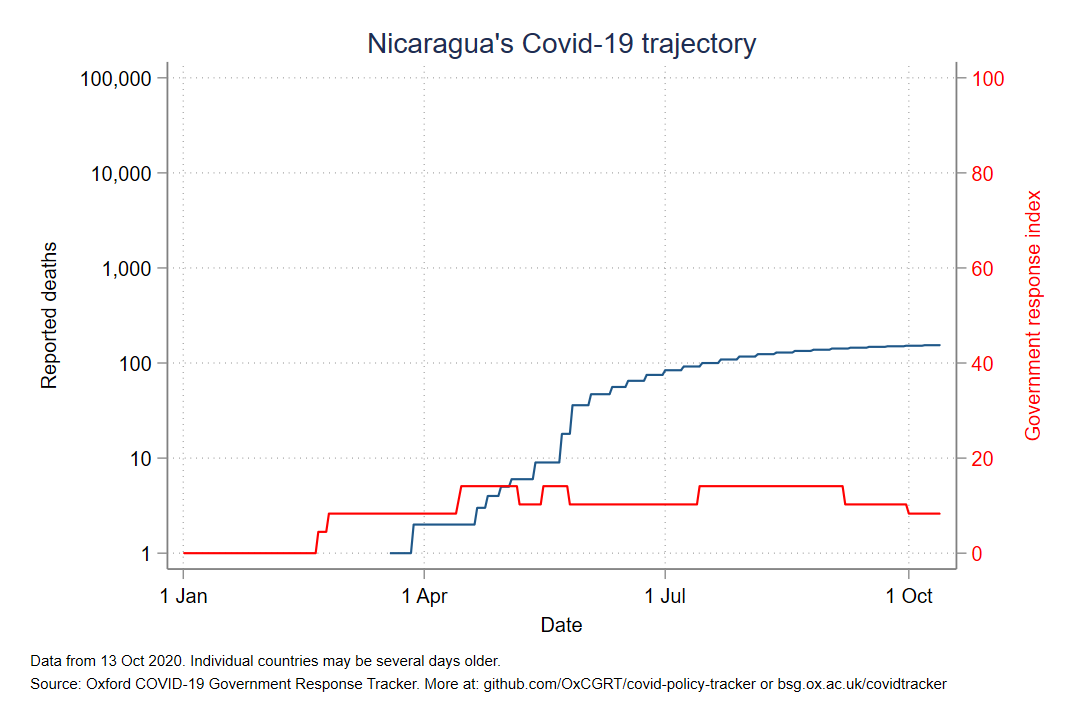 Nicaragua's Covid-19 trajectory
100,000
10,000
1,000
100
10
1
Reported deaths
100
80
60
40
20
0
Government response index
1 Jan
1 Apr
1 Jul
1 Oct
Date
Data from 13 Oct 2020. Individual countries may be several days older.
Source: Oxford COVID-19 Government Response Tracker. More at: github.com/OxCGRT/covid-policy-tracker or bsg.ox.ac.uk/covidtracker